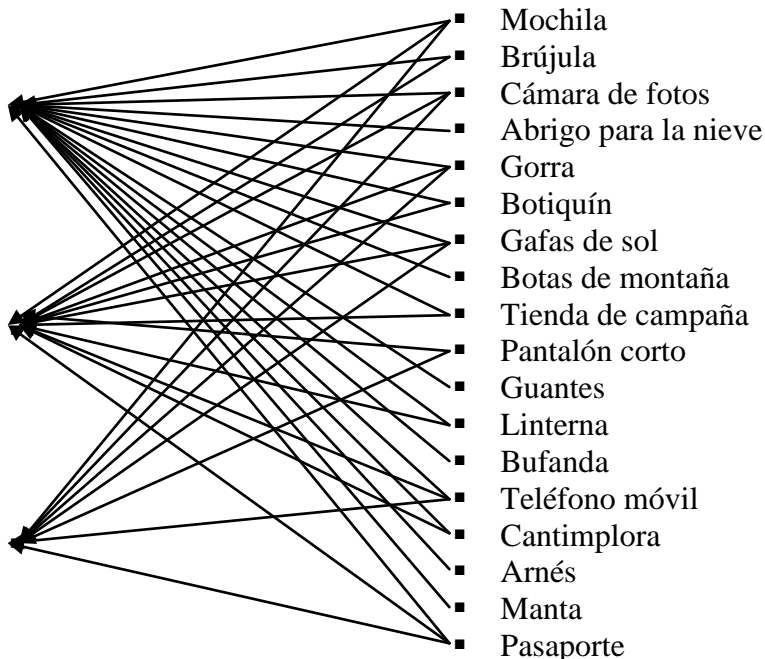 ▪ Mochila
▪ Brújula
▪ Cámara de fotos
▪ Abrigo para la nieve
▪ Gorra
▪ Botiquín
▪ Gafas de sol
▪ Botas de montaña
▪ Tienda de campaña
▪ Pantalón corto
▪ Guantes
▪ Linterna
▪ Bufanda
▪ Teléfono móvil
▪ Cantimplora
▪ Arnés
▪ Manta
▪ Pasaporte